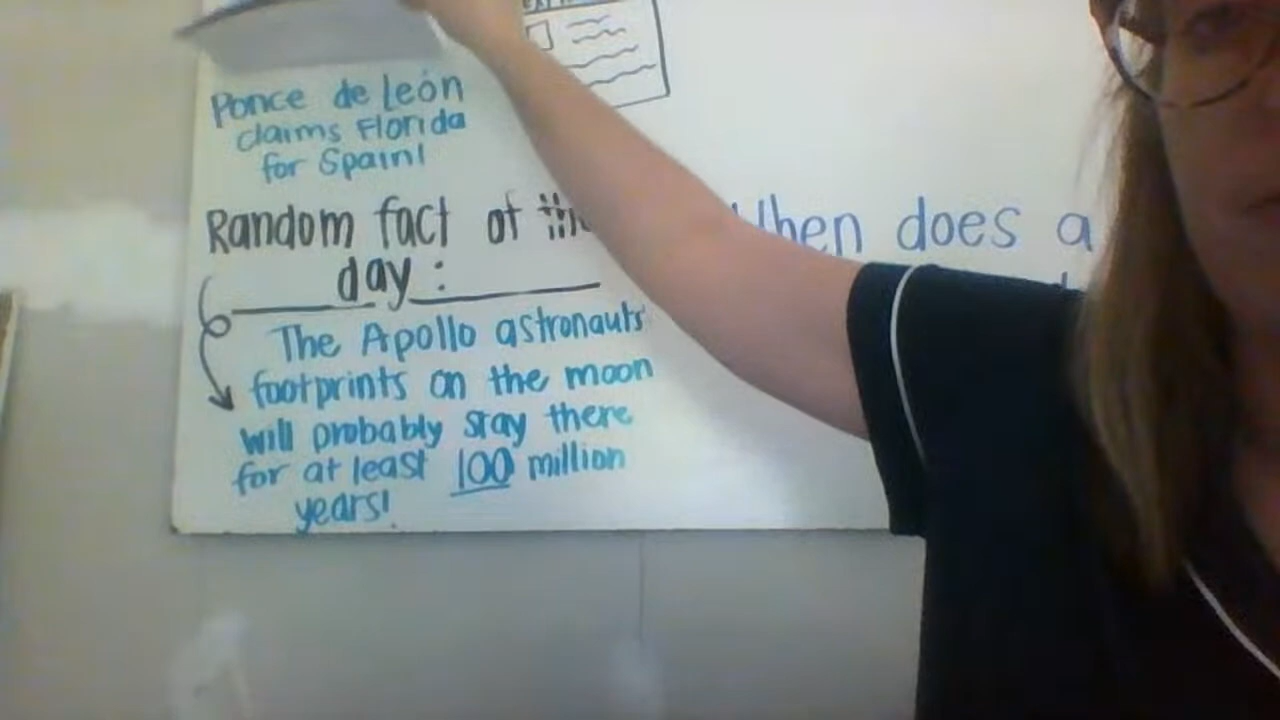 Ponce de León
claims Florida
for Spain!
Random fact of the
day:
The Apollo astronauts'
footprints on the moon
will probably stay there
for at least 100 million
years!
When does a